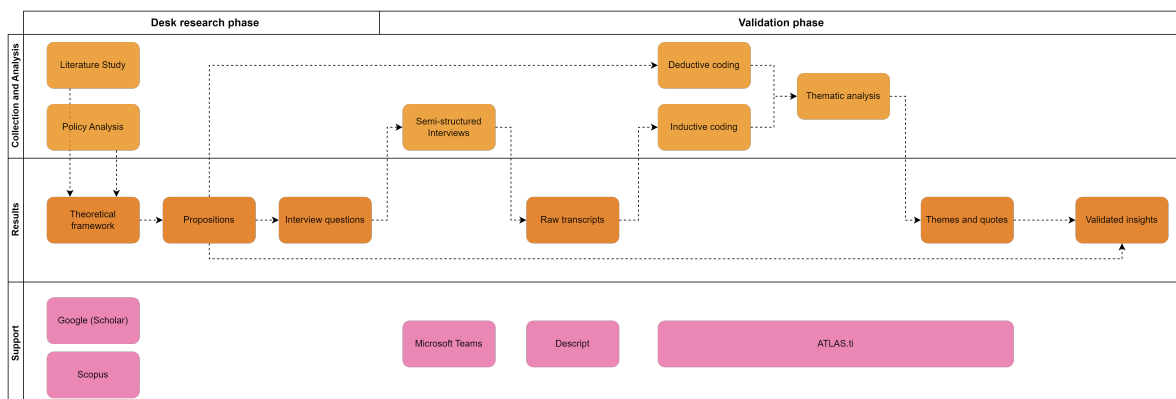 Desk research phase
Validation phase
Collection and Analysis
Literature Study
Policy Analysis
Semi-structured
Interviews
Deductive coding
Inductive coding
Thematic analysis
Results
Theoretical
framework
Propositions
Interview questions
Raw transcripts
Themes and quotes
Validated insights
Support
Google (Scholar)
Scopus
Microsoft Teams
Descript
ATLAS.ti